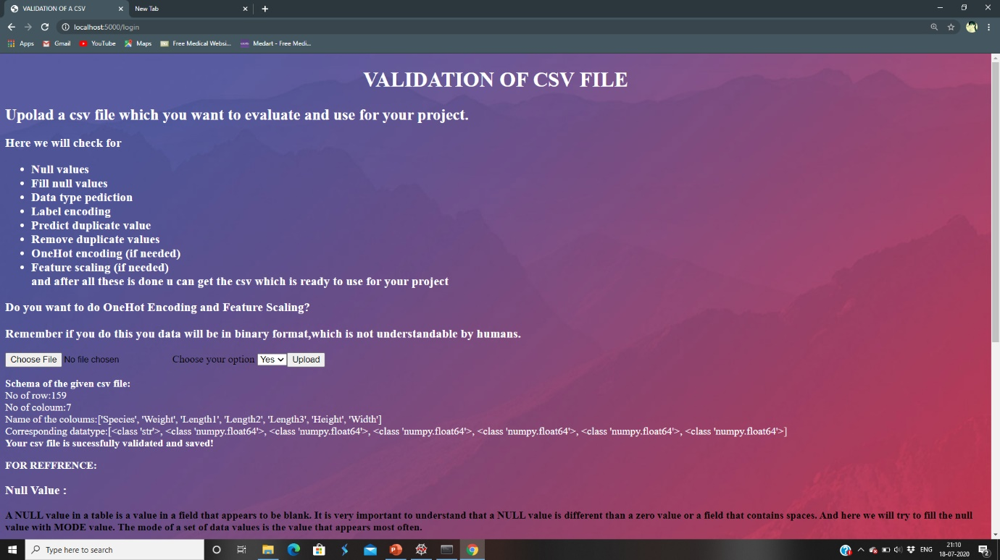 VALIDATION OF A CSV
New Tab
localhost:5000/login
Apps Gmail YouTube Maps Free Medical Websi... Medart - Free Medi...
VALIDATION OF CSV FILE
Upolad a csv file which you want to evaluate and use for your project.
Here we will check for
• Null values
• Fill null values
• Data type pediction
• Label encoding
• Predict duplicate value
• Remove duplicate values
• OneHot encoding (if needed)
• Feature scaling (if needed)
and after all these is done u can get the csv which is ready to use for your project
Do you want to do OneHot Encoding and Feature Scaling?
Remember if you do this you data will be in binary format,which is not understandable by humans.
Choose File No file chosen Choose your option Yes Upload
Schema of the given csv file:
No of row:159
No of coloum:7
Name of the coloums:['Species', 'Weight', 'Length1', 'Length2', 'Length3', 'Height', 'Width']
Corresponding datatype:[<class 'str'>, <class 'numpy.float64'>, <class 'numpy.float64'>, <class 'numpy.float64'>, <class 'numpy.float64'>, <class 'numpy.float64'>, <class 'numpy.float64'>]
Your csv file is sucessfully validated and saved!
FOR REFFRENCE:
Null Value :
A NULL value in a table is a value in a field that appears to be blank. It is very important to understand that a NULL value is different than a zero value or a field that contains spaces. And here we will try to fill the null
value with MODE value. The mode of a set of data values is the value that appears most often.
Type here to search
ENG
21:10
18-07-2020
2